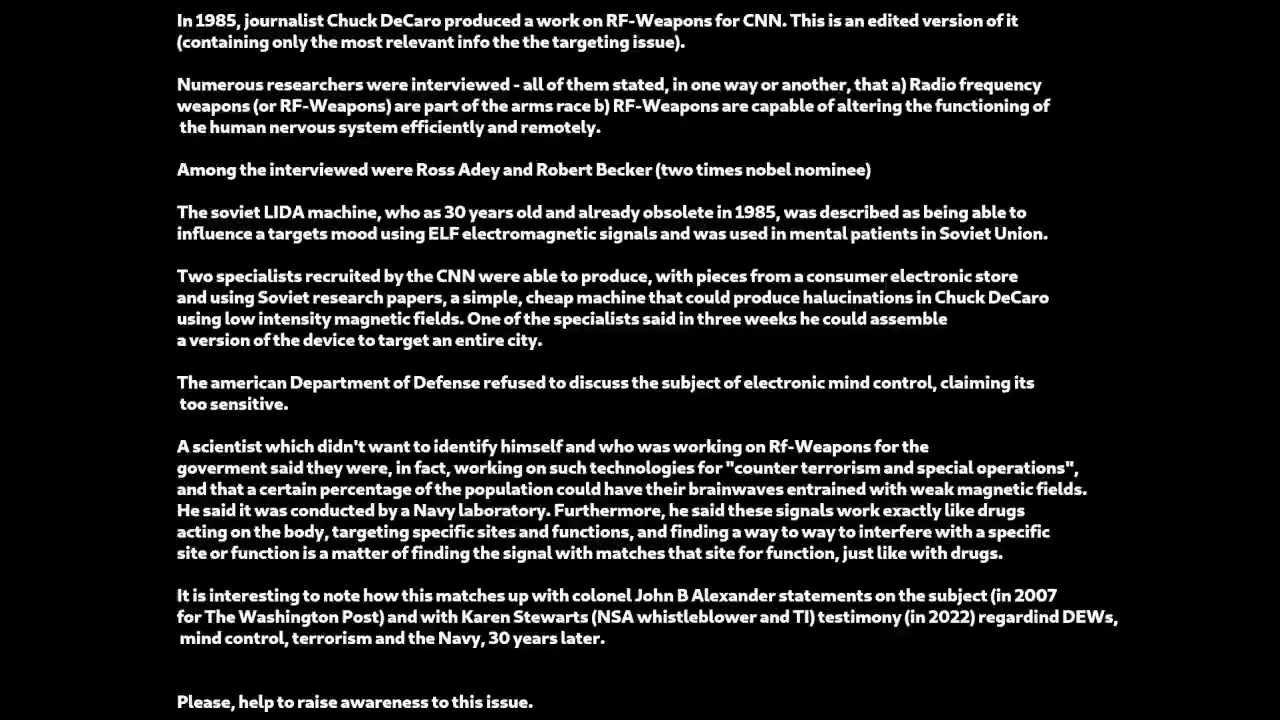 In 1985, journalist Chuck DeCaro produced a work on RF-Weapons for CNN. This is an edited version of it
(containing only the most relevant info the the targeting issue).
Numerous researchers were interviewed - all of them stated, in one way or another, that a) Radio frequency
weapons (or RF-Weapons) are part of the arms race b) RF-Weapons are capable of altering the functioning of
the human nervous system efficiently and remotely.
Among the interviewed were Ross Adey and Robert Becker (two times nobel nominee)
The soviet LIDA machine, who as 30 years old and already obsolete in 1985, was described as being able to
influence a targets mood using ELF electromagnetic signals and was used in mental patients in Soviet Union.
Two specialists recruited by the CNN were able to produce, with pieces from a consumer electronic store
and using Soviet research papers, a simple, cheap machine that could produce halucinations in Chuck DeCaro
using low intensity magnetic fields. One of the specialists said in three weeks he could assemble
a version of the device to target an entire city.
The american Department of Defense refused to discuss the subject of electronic mind control, claiming its
too sensitive.
A scientist which didn't want to identify himself and who was working on Rf-Weapons for the
goverment said they were, in fact, working on such technologies for "counter terrorism and special operations",
and that a certain percentage of the population could have their brainwaves entrained with weak magnetic fields.
He said it was conducted by a Navy laboratory. Furthermore, he said these signals work exactly like drugs
acting on the body, targeting specific sites and functions, and finding a way to way to interfere with a specific
site or function is a matter of finding the signal with matches that site for function, just like with drugs.
It is interesting to note how this matches up with colonel John B Alexander statements on the subject (in 2007
for The Washington Post) and with Karen Stewarts (NSA whistleblower and TI) testimony (in 2022) regardind DEWs,
mind control, terrorism and the Navy, 30 years later.
Please, help to raise awareness to this issue.